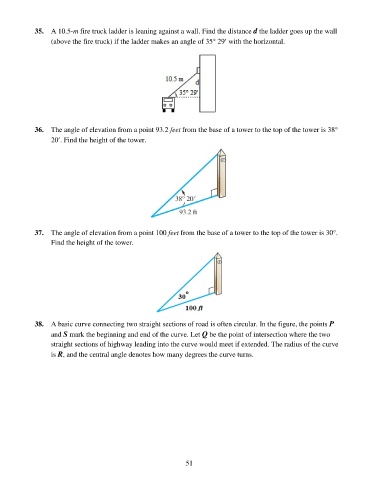 35. A 10.5-m fire truck ladder is leaning against a wall. Find the distance d the ladder goes up the wall
(above the fire truck) if the ladder makes an angle of 35° 29′ with the horizontal.
10.5 m
d
35° 29′
36. The angle of elevation from a point 93.2 feet from the base of a tower to the top of the tower is 38°
20′. Find the height of the tower.
38° 20′
93.2 ft
37. The angle of elevation from a point 100 feet from the base of a tower to the top of the tower is 30°.
Find the height of the tower.
30°
100 ft
38. A basic curve connecting two straight sections of road is often circular. In the figure, the points P
and S mark the beginning and end of the curve. Let Q be the point of intersection where the two
straight sections of highway leading into the curve would meet if extended. The radius of the curve
is R, and the central angle denotes how many degrees the curve turns.
51